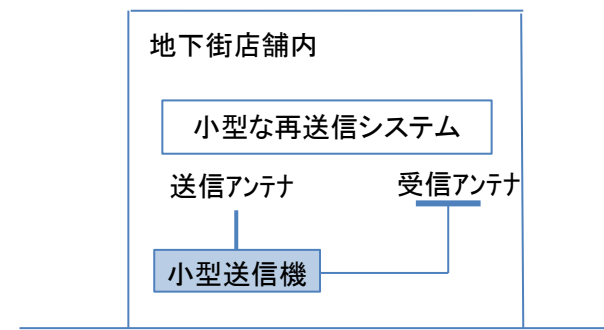 地下街店舗内
小型な再送信システム
送信アンテナ
受信アンテナ
小型送信機